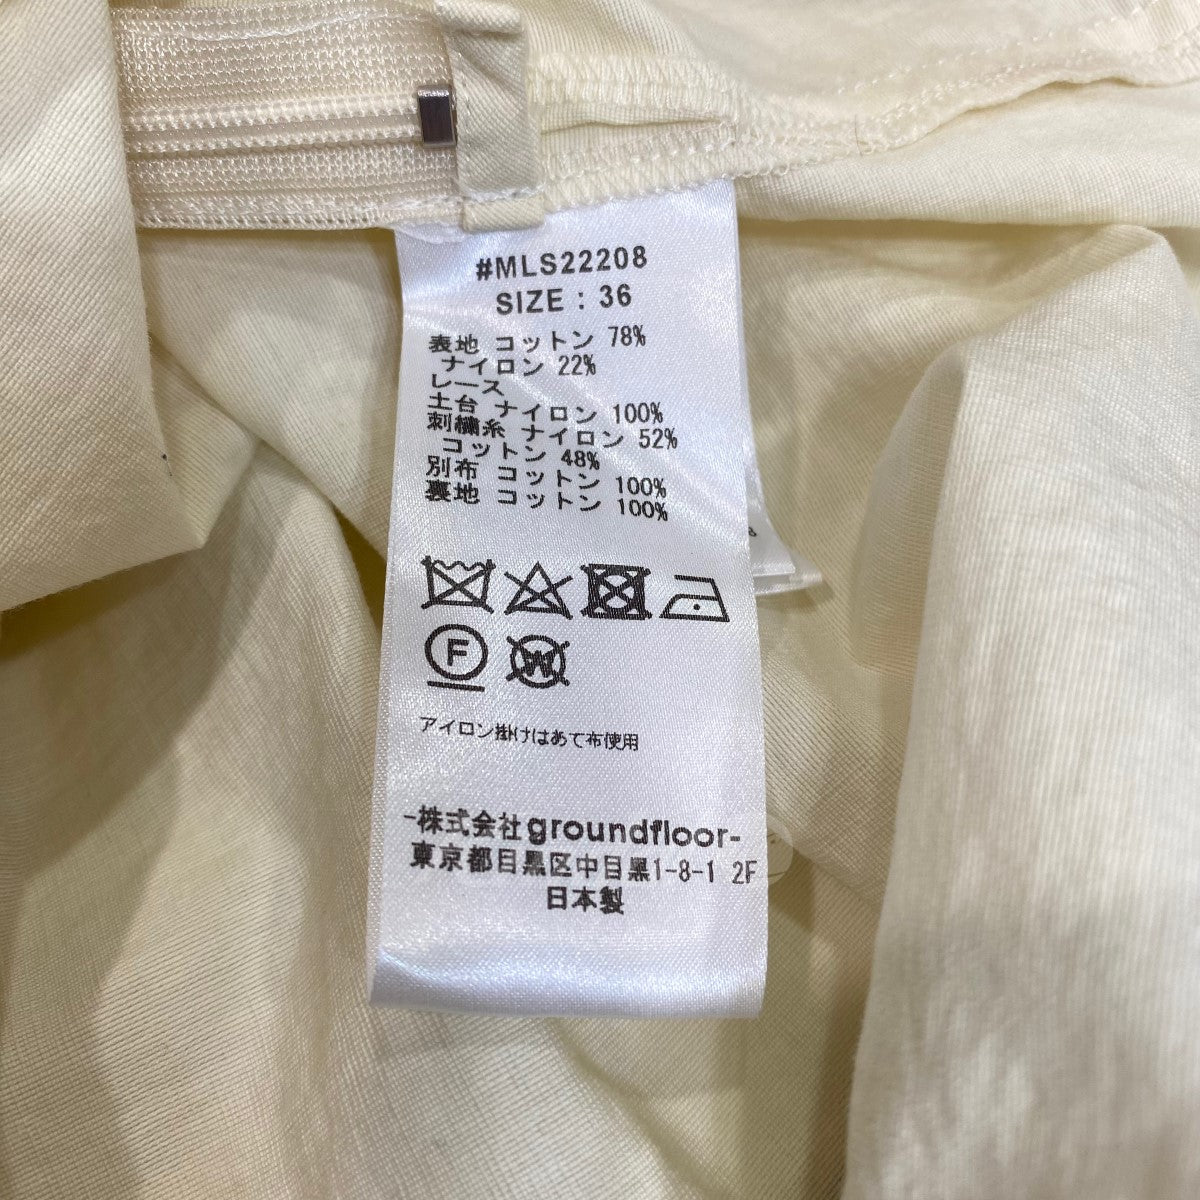 #MLS22208
SIZE : 36
表地 コットン 78%
ナイロン 22%
レース
土台 ナイロン 100%
刺繍糸 ナイロン 52%
コットン 48%
別布 コットン 100%
裏地 コットン 100%
F
W
アイロン掛けはあて布使用
-株式会社groundfloor-
東京都目黒区中目黒1-8-1 2F
日本製